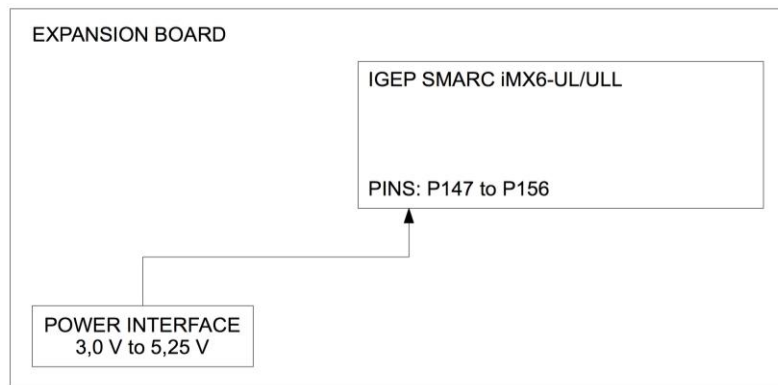 EXPANSION BOARD
IGEP SMARC iMX6-UL/ULL
PINS: P147 to P156
POWER INTERFACE
3,0 V to 5,25 V